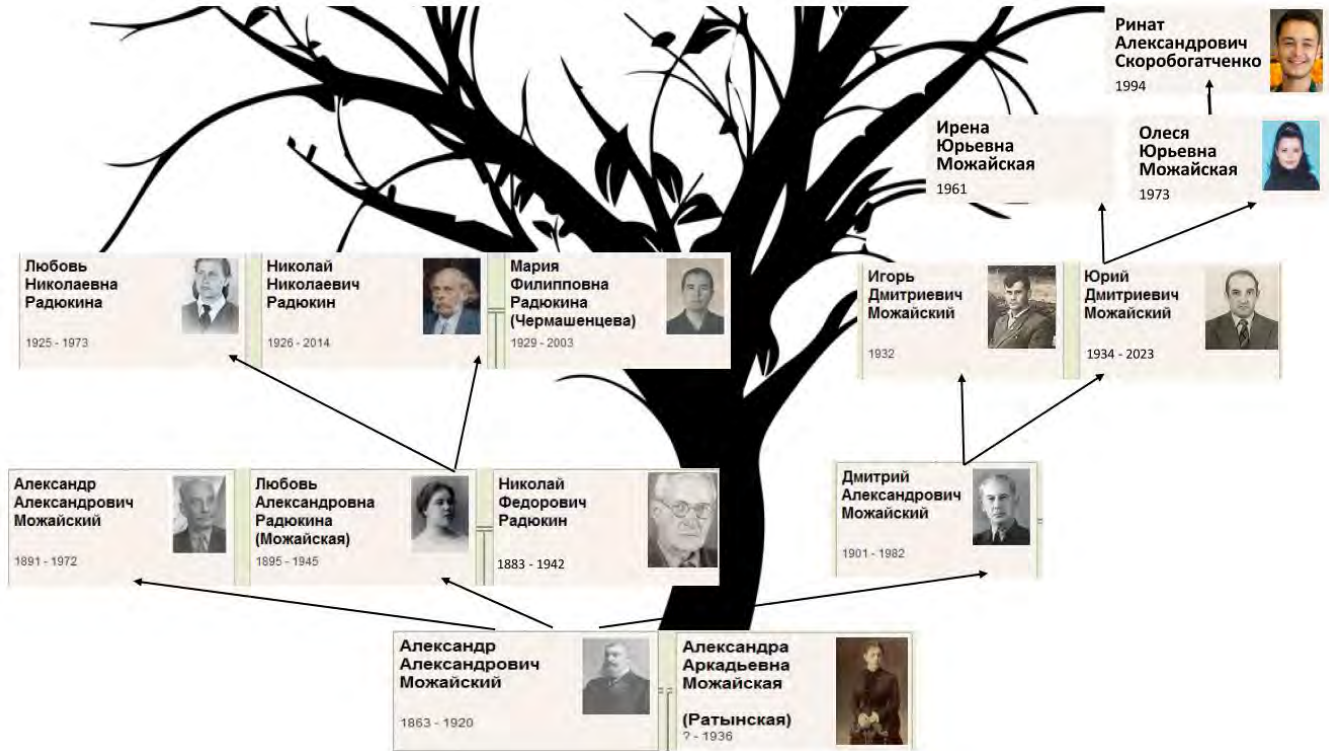 Ринат
Александрович
Скоробогатченко
1994
Ирена
Юрьевна
Можайская
1961
Олеся
Юрьевна
Можайская
1973
Любовь
Николаевна
Радюкина
1925 - 1973
Николай
Николаевич
Радюкин
1926 - 2014
Мария
Филипповна
Радюкина
(Чермашенцева)
1929 - 2003
Игорь
Дмитриевич
Можайский
1932
Юрий
Дмитриевич
Можайский
1934 - 2023
Александр
Александрович
Можайский
1891 - 1972
Любовь
Александровна
Радюкина
(Можайская)
1895 - 1945
Николай
Федорович
Радюкин
1883 - 1942
Дмитрий
Александрович
Можайский
1901 - 1982
Александр
Александрович
Можайский
1863 - 1920
Александра
Аркадьевна
Можайская
(Ратынская)
? - 1936